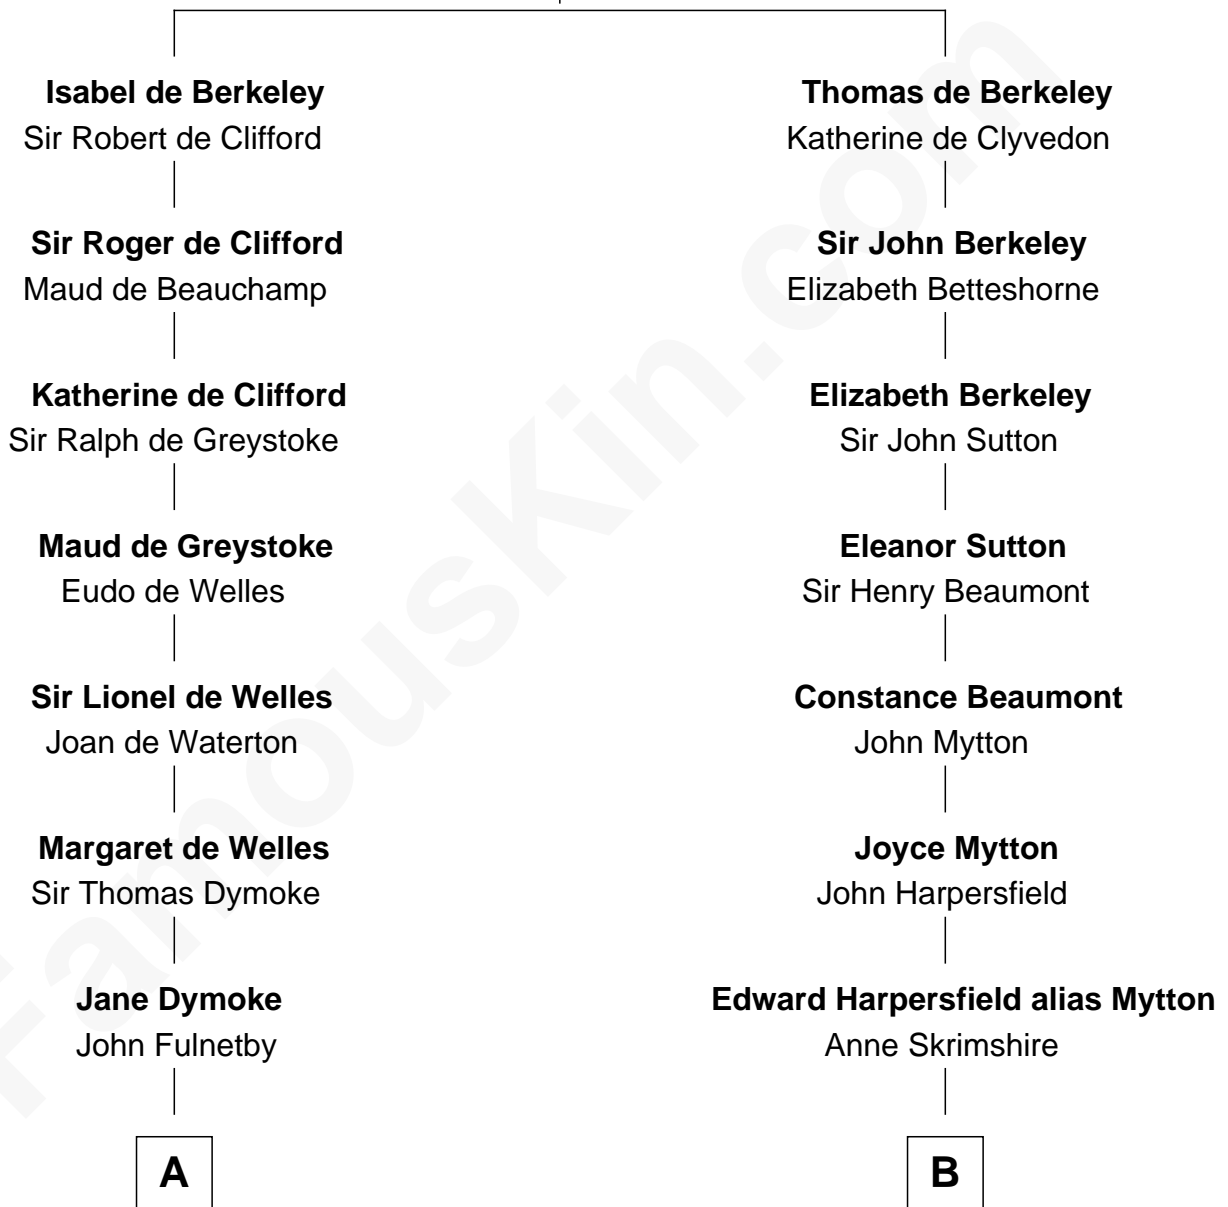 Isabel de Berkeley
Sir Robert de Clifford
Thomas de Berkeley
Katherine de Clyvedon
Sir Roger de Clifford
Maud de Beauchamp
Sir John Berkeley
Elizabeth Betteshorne
Katherine de Clifford
Sir Ralph de Greystoke
Elizabeth Berkeley
Sir John Sutton
Maud de Greystoke
Eudo de Welles
Eleanor Sutton
Sir Henry Beaumont
Sir Lionel de Welles
Joan de Waterton
Constance Beaumont
John Mytton
Margaret de Welles
Sir Thomas Dymoke
Joyce Mytton
John Harpersfield
Jane Dymoke
John Fulnetby
Edward Harpersfield alias Mytton
Anne Skrimshire
A
B
FamousKin.com